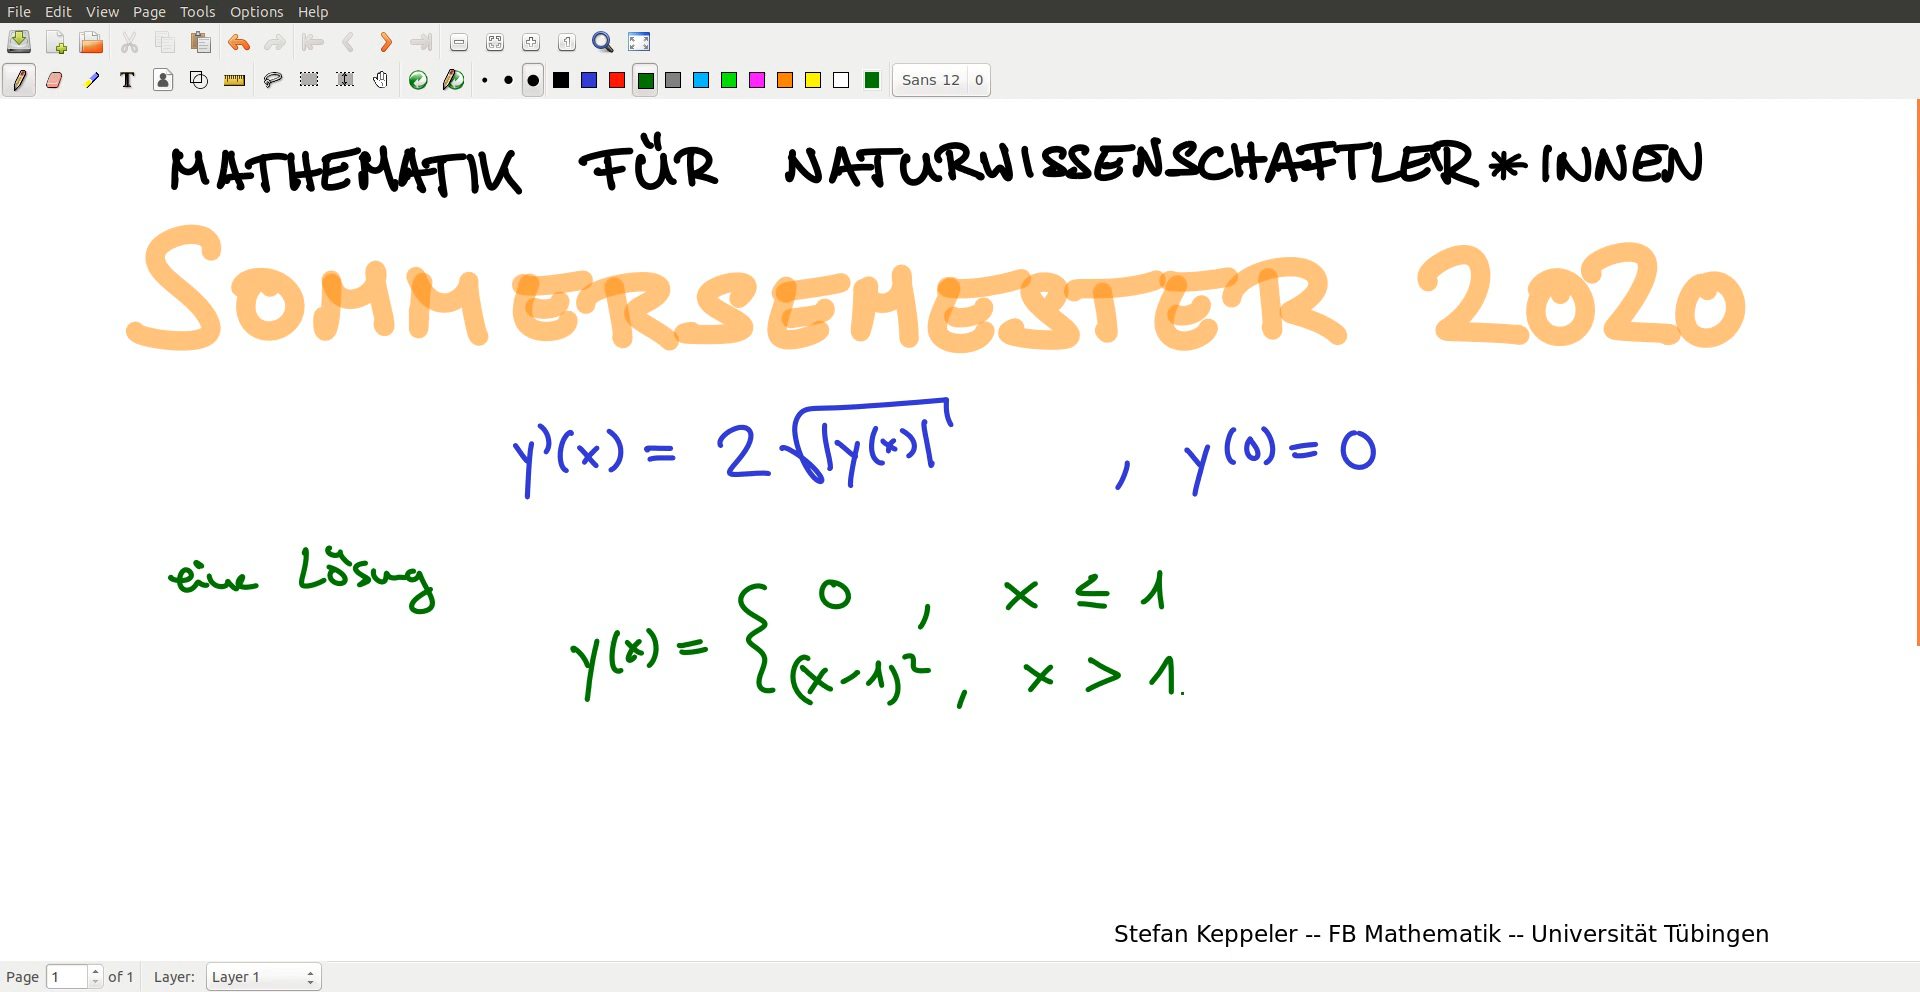 File Edit View Page Tools Options Help
Sans 12 0
MATHEMATIK FÜR NATURWISSENSCHAFTLER*INNEN
SOMMERSEMESTER 2020
y'(x) = 2√|y(x)| , y(0) = 0
eine Lösung
y(x) = { 0 , x ≤ 1
(x-1)², x > 1.
Stefan Keppeler -- FB Mathematik -- Universität Tübingen
Page 1 of 1 Layer: Layer 1